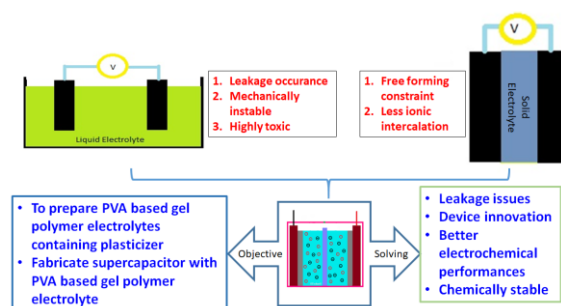 V
V
1. Leakage occurance
2. Mechanically
instable
3. Highly toxic
1. Free forming
constraint
2. Less ionic
intercalation
Solid
Electrolyte
Liquid Electrolyte
• To prepare PVA based gel
polymer electrolytes
containing plasticizer
• Fabricate supercapacitor with
PVA based gel polymer
electrolyte
Objective
Solving
• Leakage issues
• Device innovation
• Better
electrochemical
performances
• Chemically stable